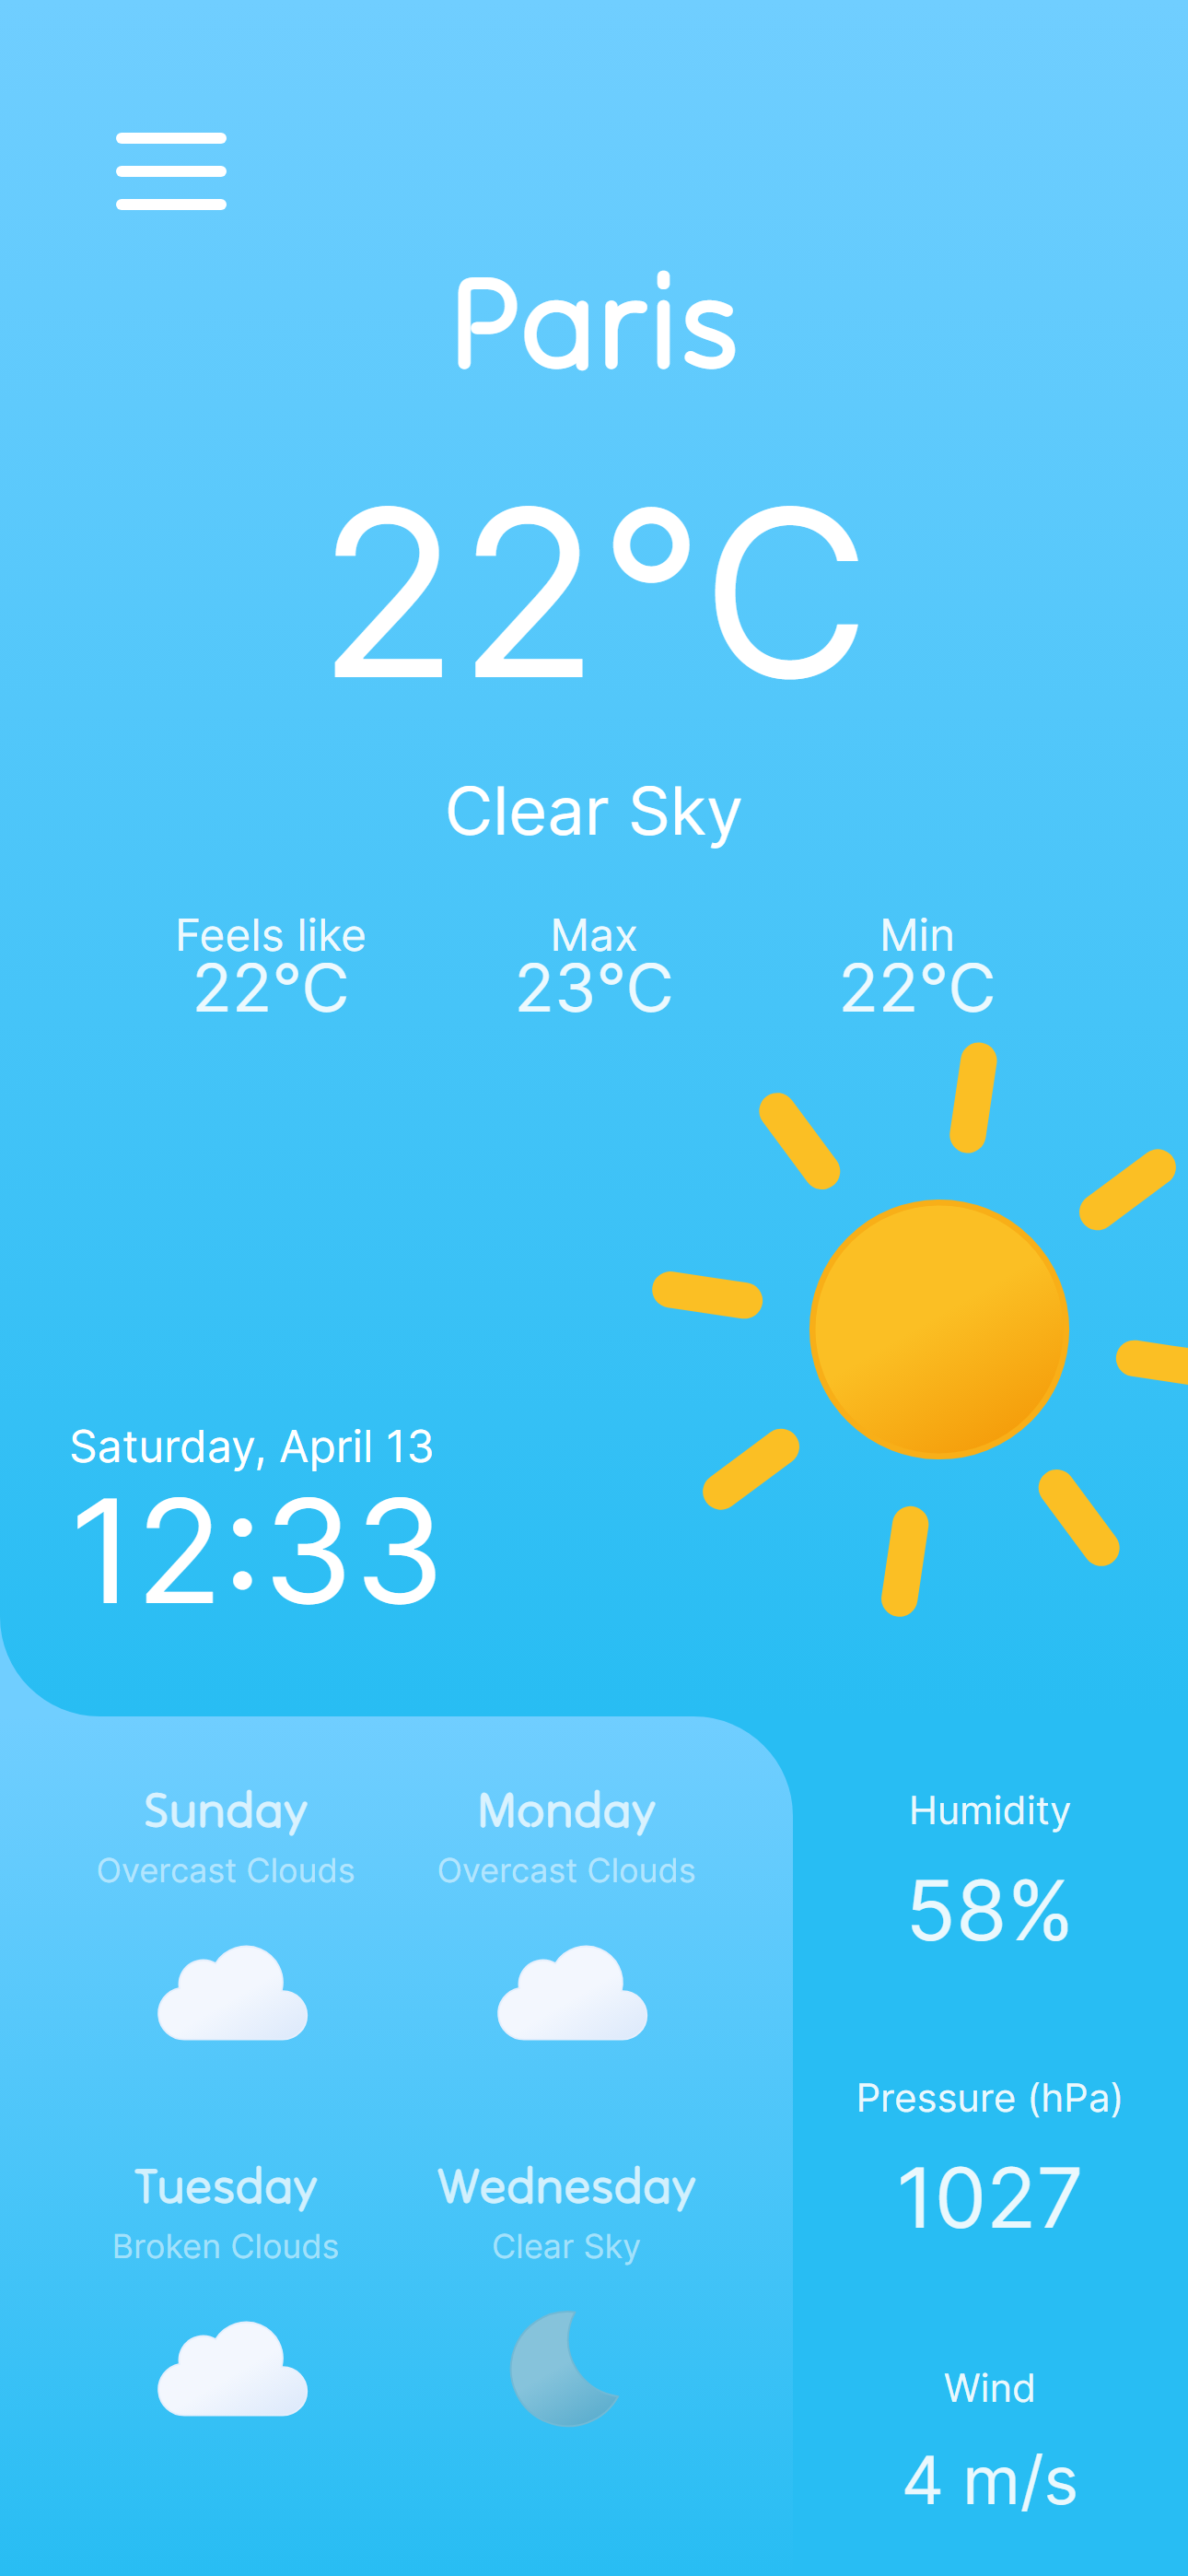 Paris
22°C
Clear Sky
Feels like
22°C
Max
23°C
Min
22°C
Saturday, April 13
12:33
Sunday
Overcast Clouds
Monday
Overcast Clouds
Tuesday
Broken Clouds
Wednesday
Clear Sky
Humidity
58%
Pressure (hPa)
1027
Wind
4 m/s